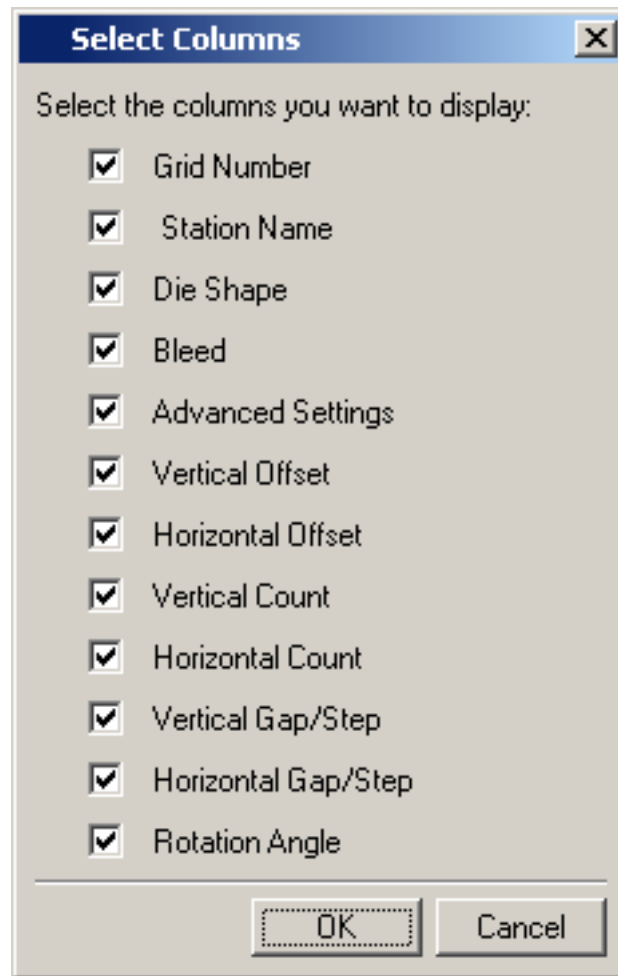 Select Columns
Select the columns you want to display:
Grid Number
Station Name
Die Shape
Bleed
Advanced Settings
Vertical Offset
Horizontal Offset
Vertical Count
Horizontal Count
Vertical Gap/Step
Horizontal Gap/Step
Rotation Angle
OK Cancel